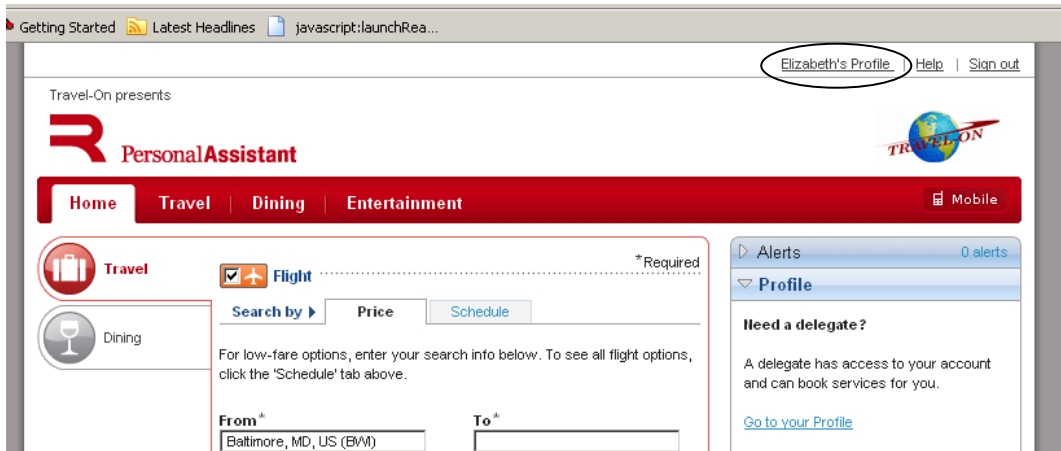 Getting Started Latest Headlines javascript:launchRea...
Elizabeth's Profile | Help | Sign out
Travel-On presents
R PersonalAssistant
TRAVEL-ON
Home Travel | Dining | Entertainment Mobile
Travel
Dining
Flight *Required
Search by Price Schedule
For low-fare options, enter your search info below. To see all flight options,
click the 'Schedule' tab above.
From* To*
Baltimore, MD, US (BWI)
Alerts 0 alerts
Profile
Need a delegate?
A delegate has access to your account
and can book services for you.
Go to your Profile